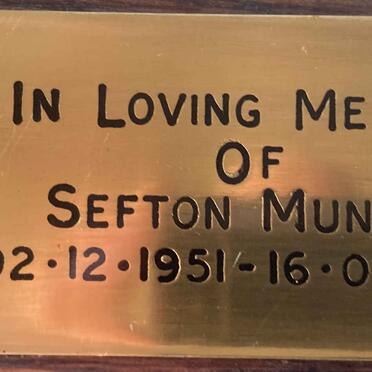 IN LOVING ME
OF
SEFTON MUN
02·12·1951-16·0